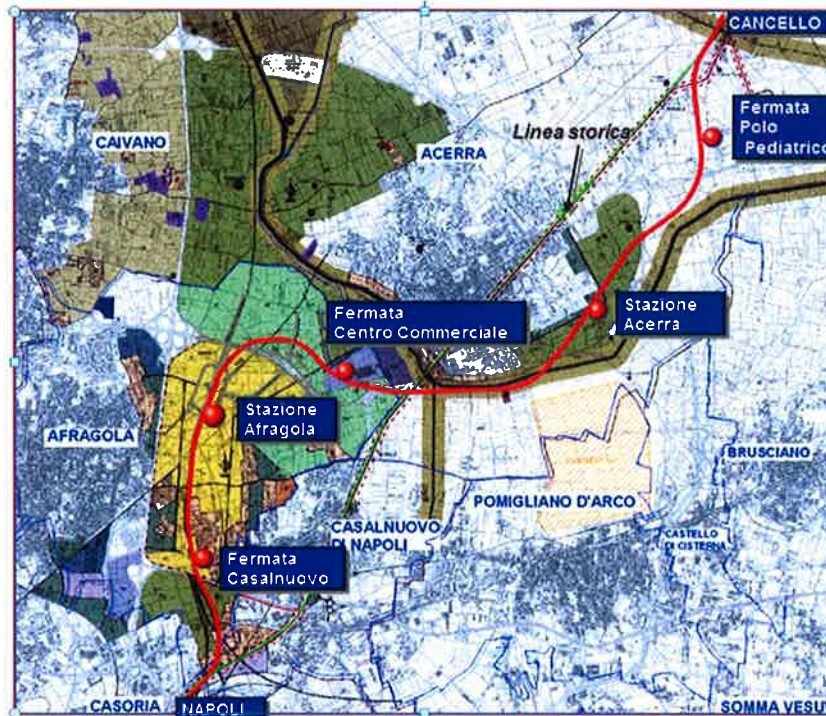 CANCELLO
Fermata
Polo
Pediatrico
Linea storica
CAIVANO
ACERRA
Fermata
Centro Commerciale
Stazione
Acerra
Stazione
Afragola
AFRAGOLA
BRUSCIANO
POMIGLIANO D'ARCO
CASALNUOVO
DI NAPOLI
CASTELLO
DI CISTERNA
Fermata
Casalnuovo
CASORIA
NAPOLI
SOMMA VESUV